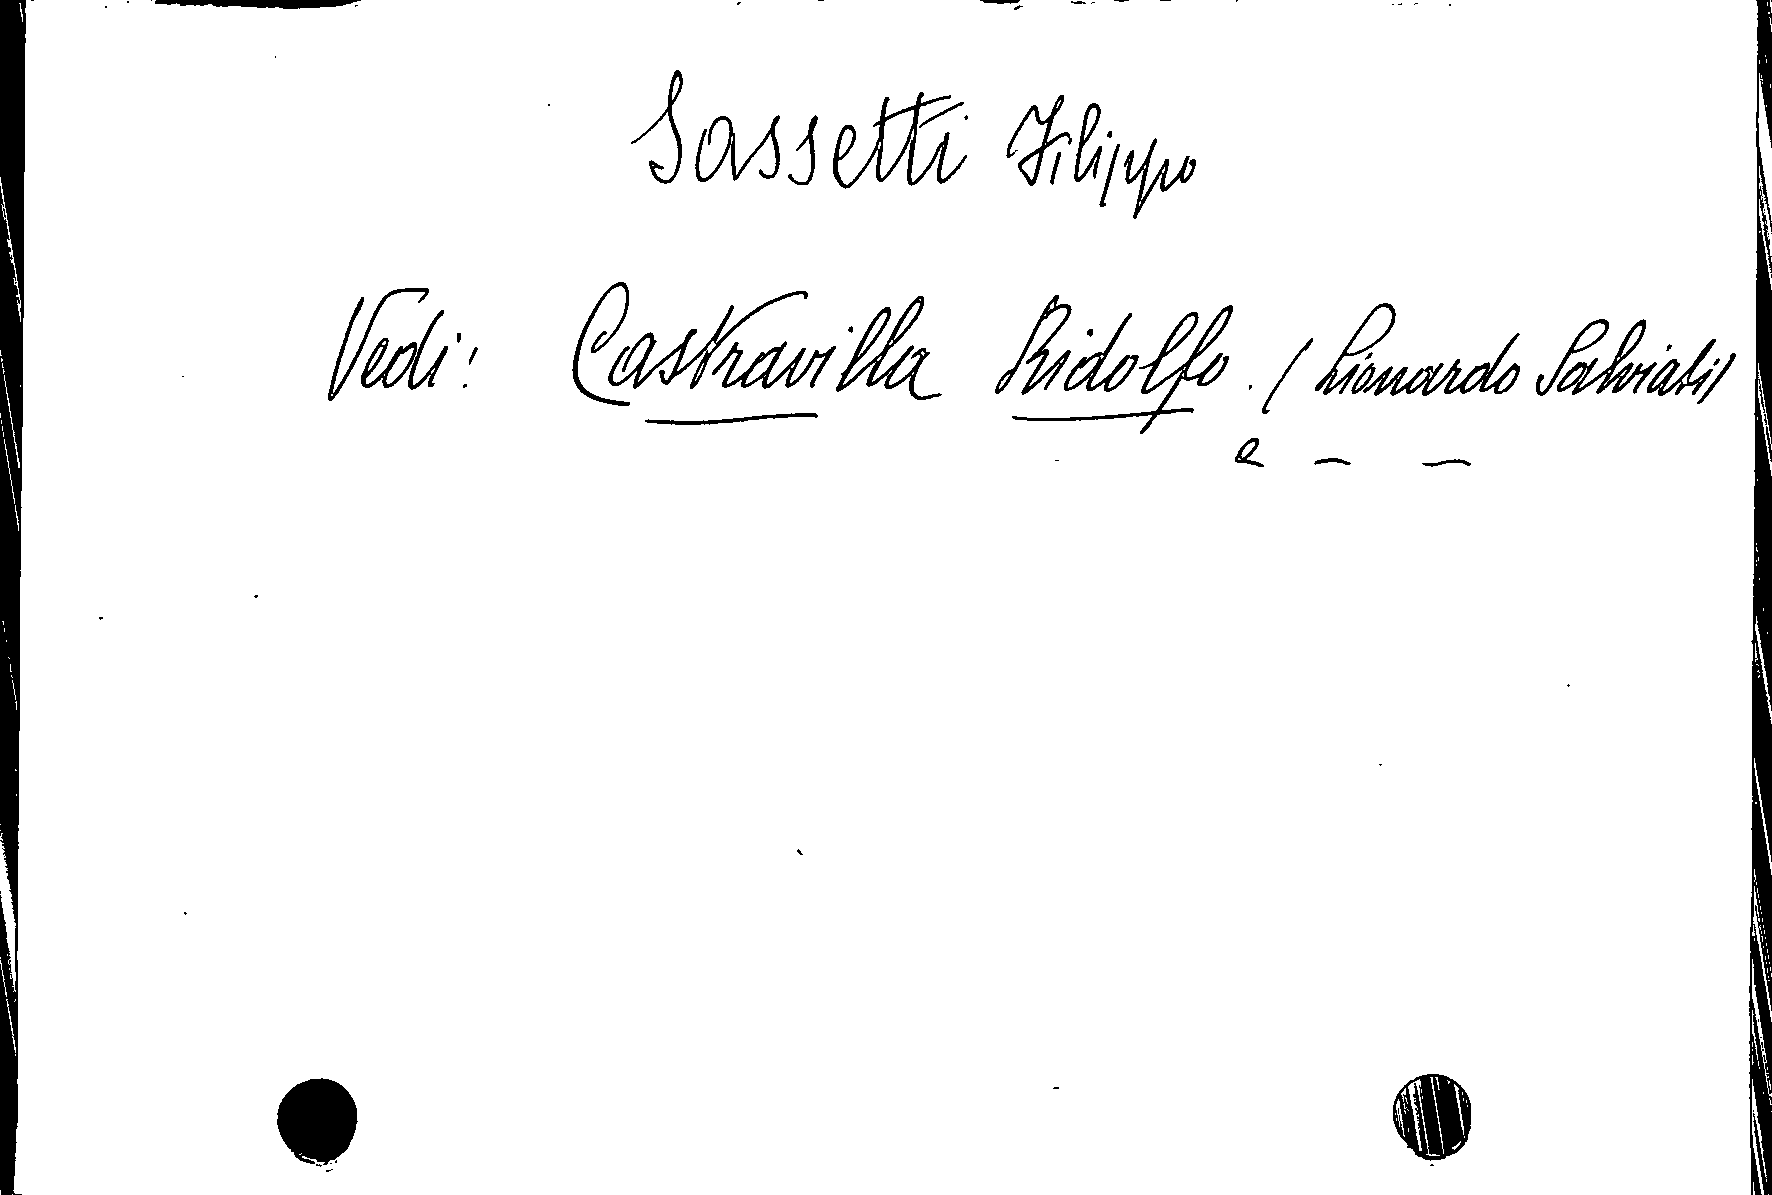 Sassetti Filippo
Vedi: Castravilla Ridolfo. (Lionardo Salviati)
e — —